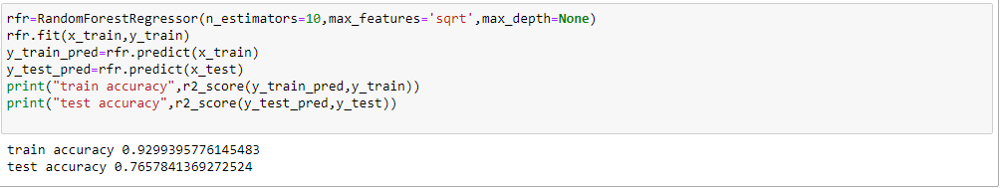 rfr=RandomForestRegressor(n_estimators=10,max_features='sqrt',max_depth=None)
rfr.fit(x_train,y_train)
y_train_pred=rfr.predict(x_train)
y_test_pred=rfr.predict(x_test)
print("train accuracy",r2_score(y_train_pred,y_train))
print("test accuracy",r2_score(y_test_pred,y_test))
train accuracy 0.9299395776145483
test accuracy 0.7657841369272524